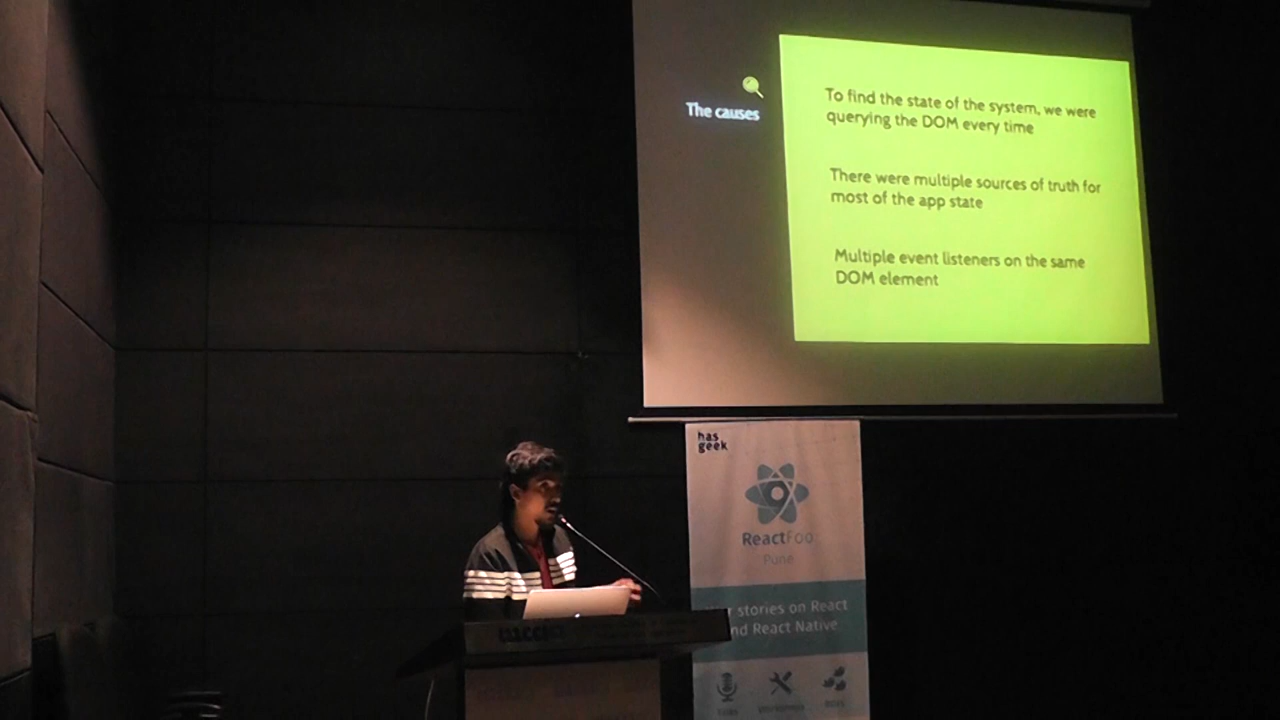 The causes
To find the state of the system, we were
querying the DOM every time
There were multiple sources of truth for
most of the app state
Multiple event listeners on the same
DOM element
has
geek
ReactFoo
Pune
stories on React
and React Native